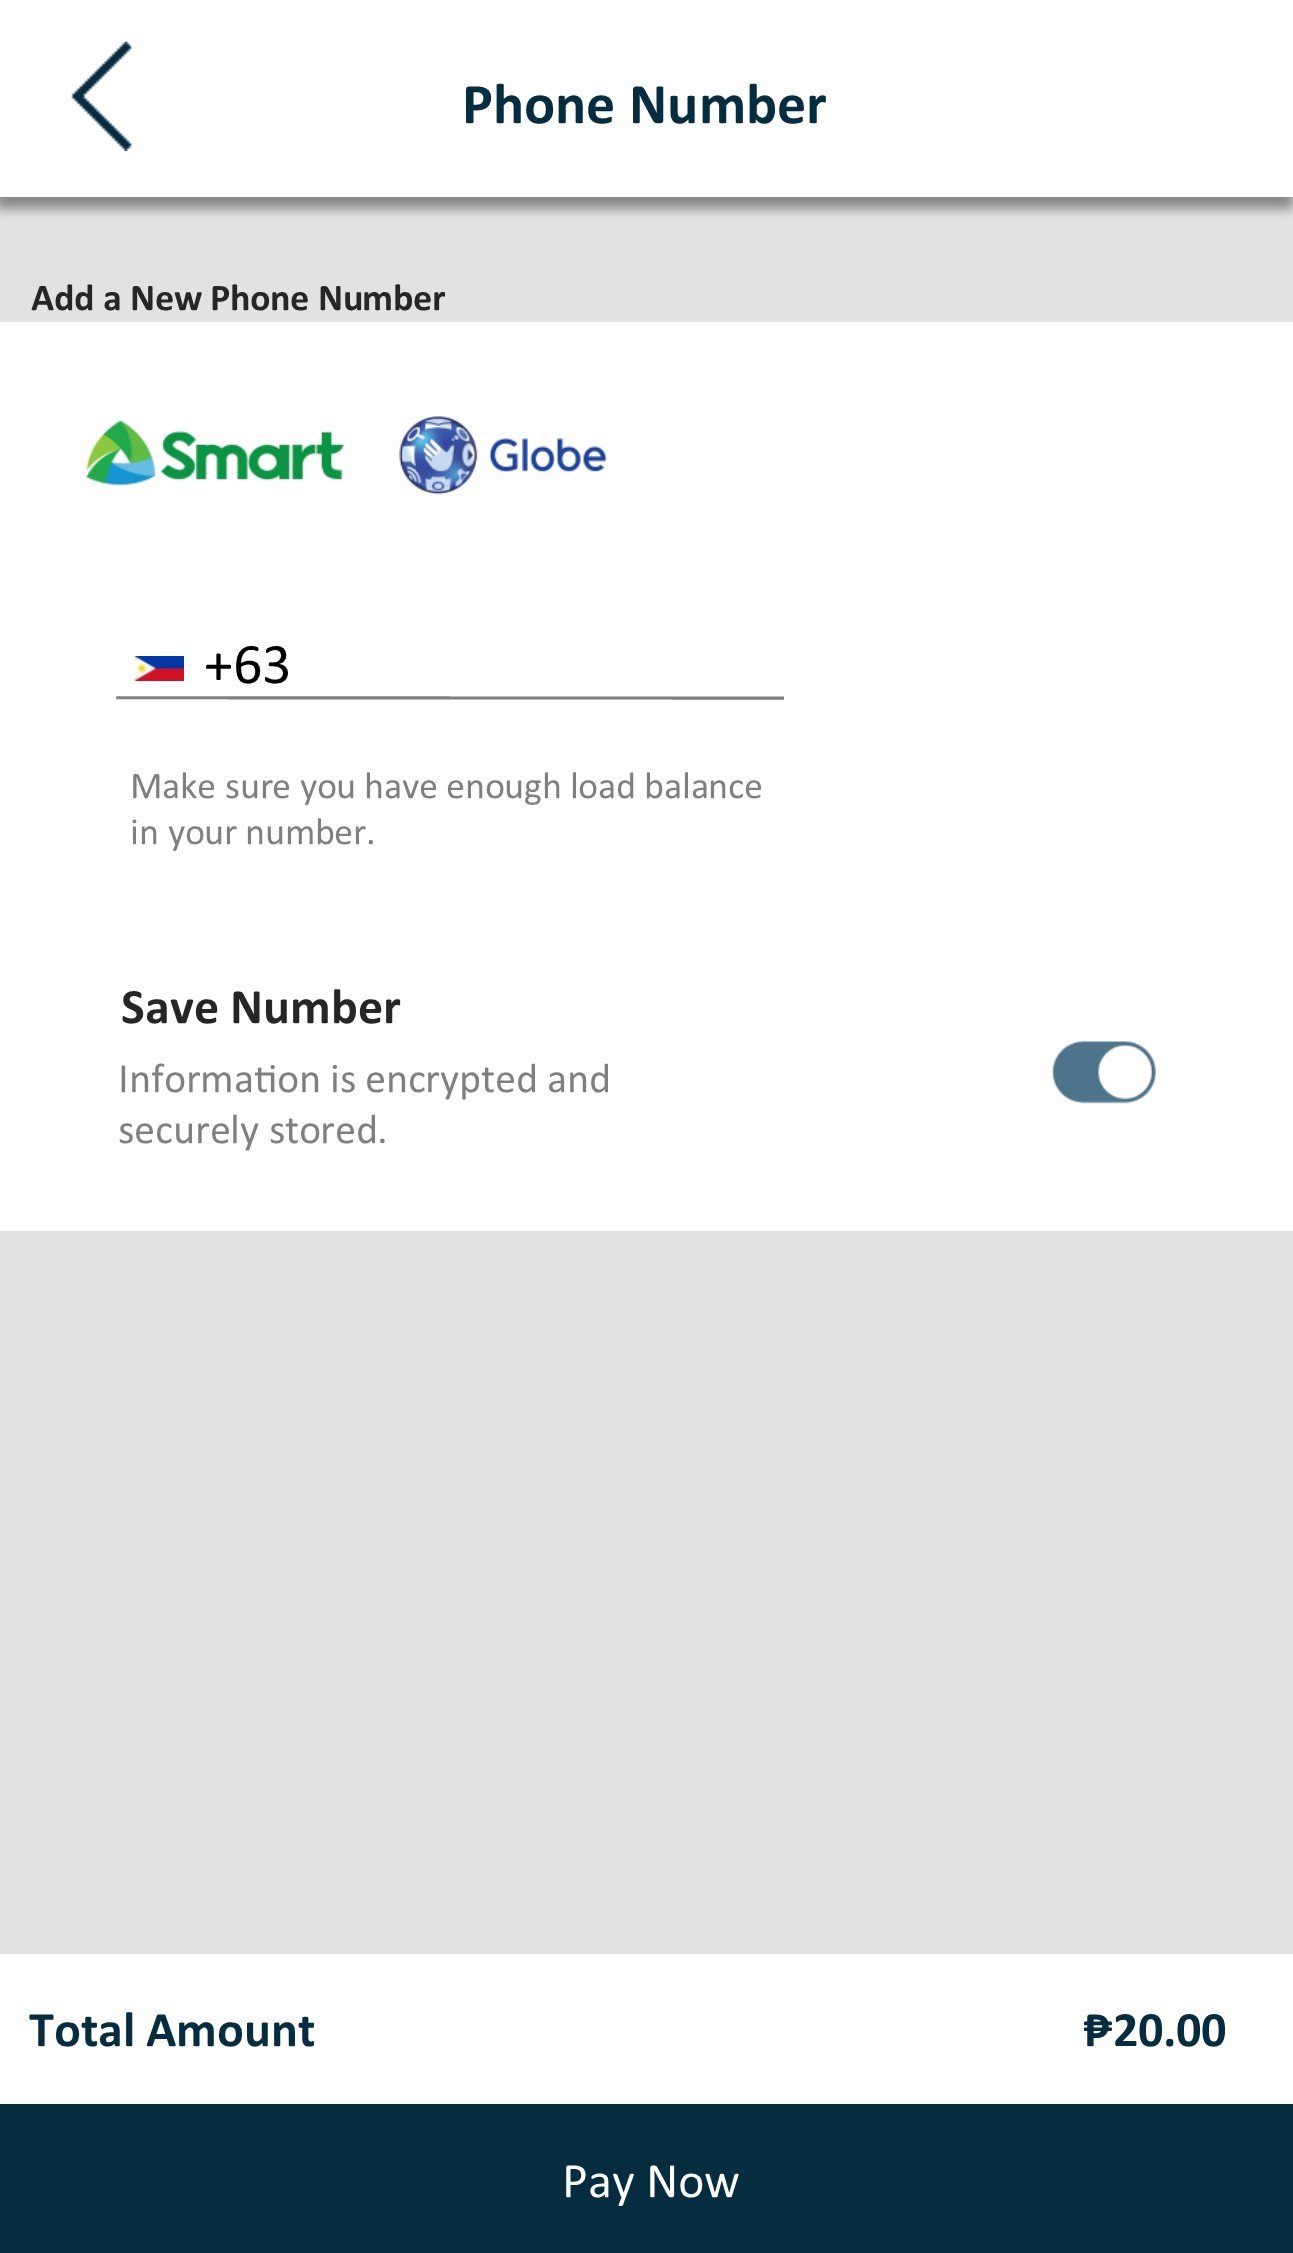 Phone Number
Add a New Phone Number
Smart
Globe
+63
Make sure you have enough load balance
in your number.
Save Number
Information is encrypted and
securely stored.
Total Amount
₱20.00
Pay Now